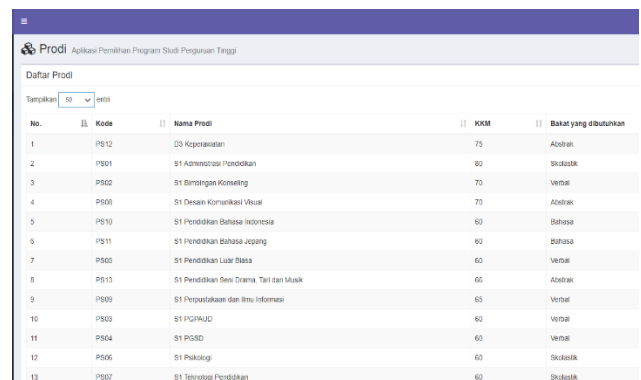 Prodi Aplikasi Pemilihan Program Studi Perguruan Tinggi
Daftar Prodi
Tampilkan 50 entri
No. Kode Nama Prodi KKM Bakat yang dibutuhkan
1 PS12 D3 Keperawatan 75 Abstrak
2 PS01 S1 Administrasi Pendidikan 80 Skolastik
3 PS02 S1 Bimbingan Konseling 70 Verbal
4 PS08 S1 Desain Komunikasi Visual 70 Abstrak
5 PS10 S1 Pendidikan Bahasa Indonesia 60 Bahasa
6 PS11 S1 Pendidikan Bahasa Jepang 60 Bahasa
7 PS05 S1 Pendidikan Luar Biasa 60 Verbal
8 PS13 S1 Pendidikan Seni Drama, Tari dan Musik 66 Abstrak
9 PS09 S1 Perpustakaan dan Ilmu Informasi 65 Verbal
10 PS03 S1 PGPAUD 60 Verbal
11 PS04 S1 PGSD 60 Verbal
12 PS06 S1 Psikologi 60 Skolastik
13 PS07 S1 Teknologi Pendidikan 60 Skolastik